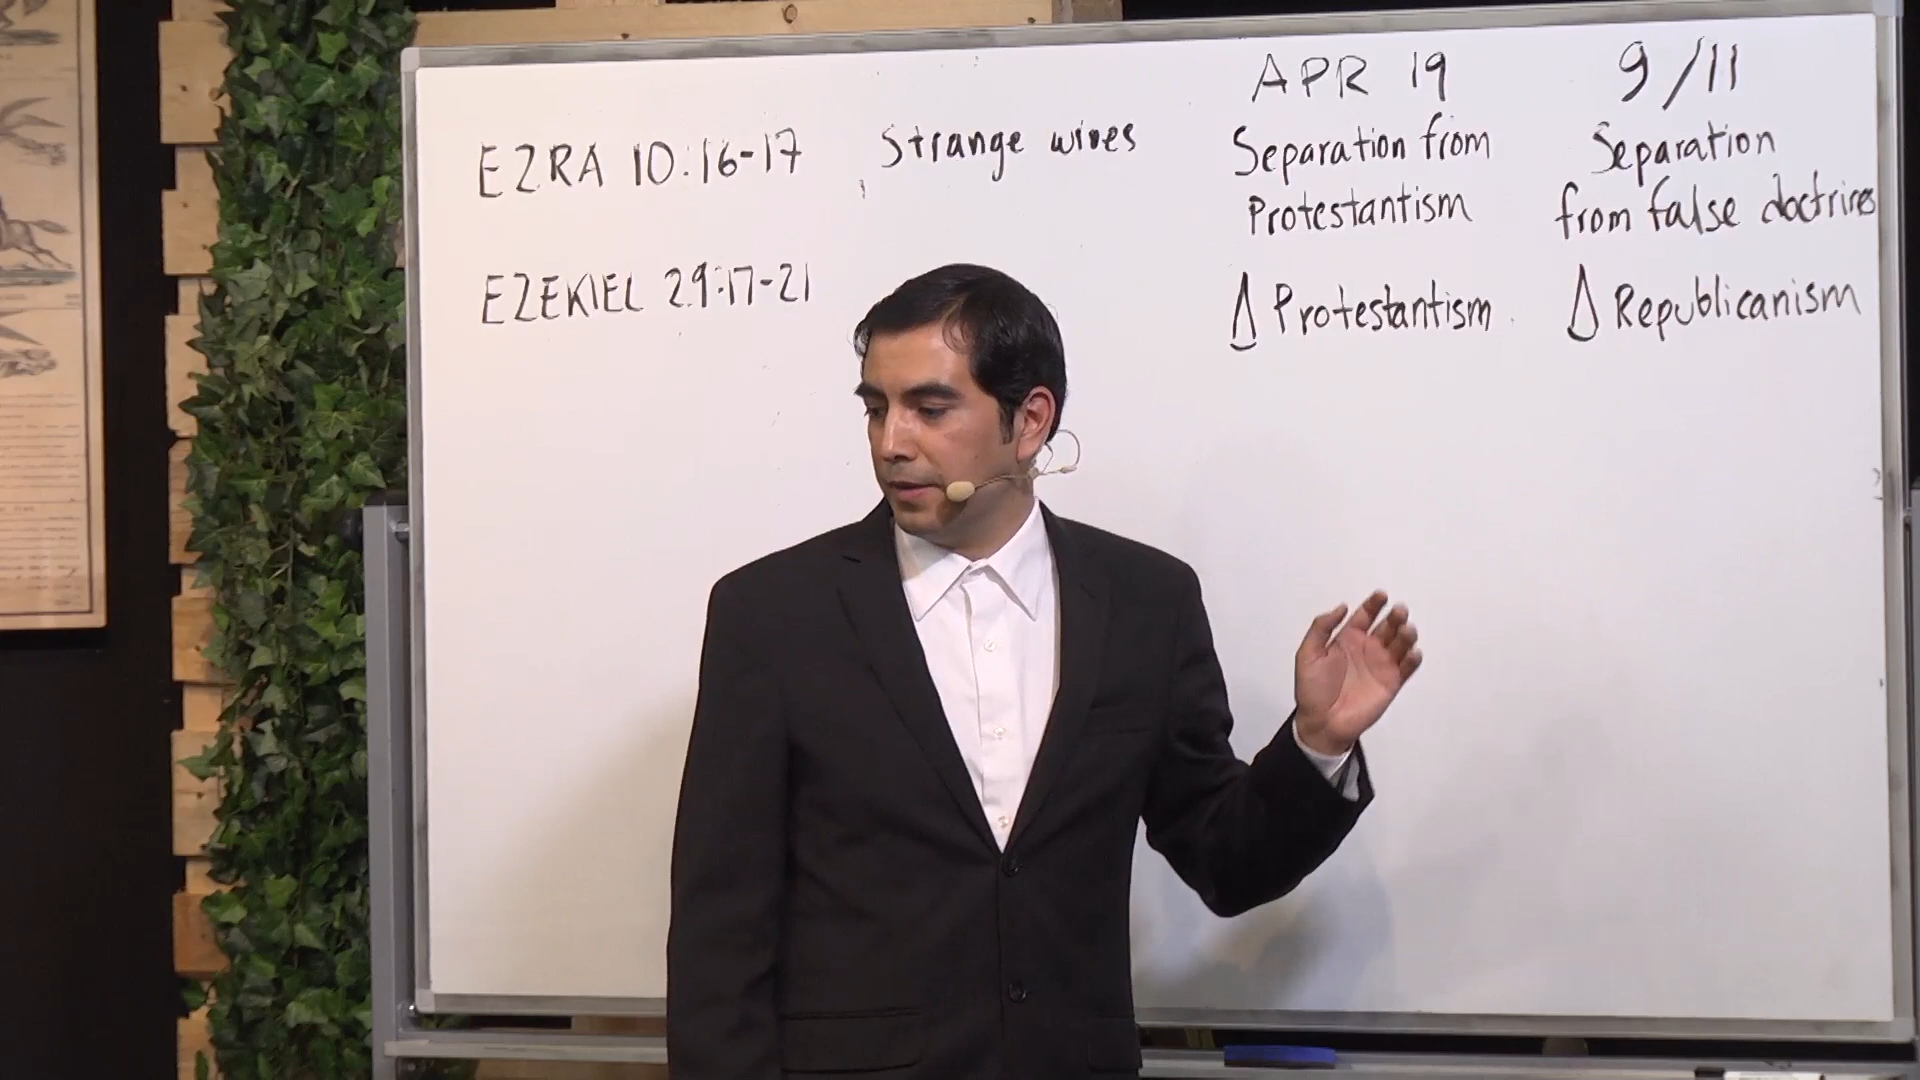 APR 19 9/11
EZRA 10:16-17 Strange wives Separation from Separation
Protestantism from false doctrines
EZEKIEL 29:17-21 Δ Protestantism Δ Republicanism